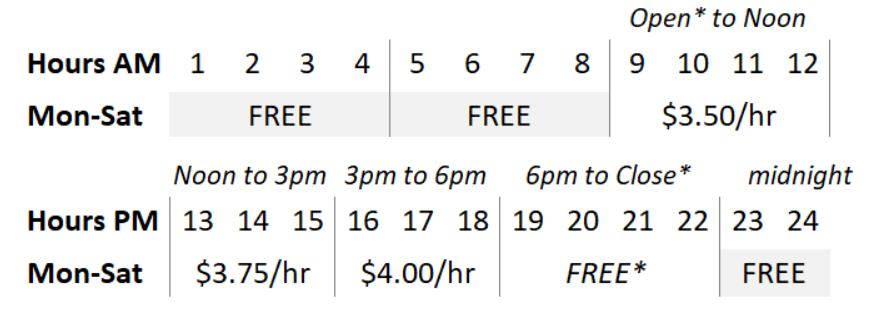 Open* to Noon
Hours AM 1 2 3 4 5 6 7 8 9 10 11 12
Mon-Sat FREE FREE $3.50/hr
Noon to 3pm 3pm to 6pm 6pm to Close* midnight
Hours PM 13 14 15 16 17 18 19 20 21 22 23 24
Mon-Sat $3.75/hr $4.00/hr FREE* FREE